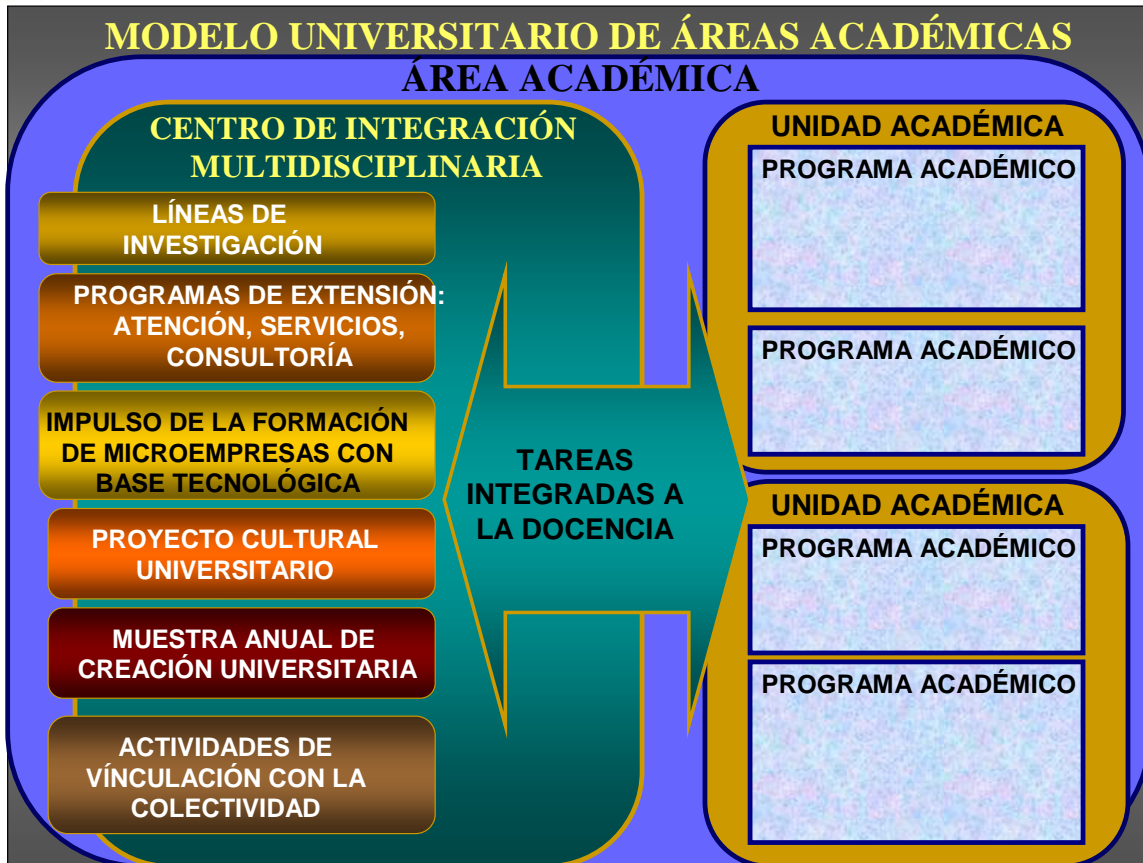 MODELO UNIVERSITARIO DE ÁREAS ACADÉMICAS
ÁREA ACADÉMICA
CENTRO DE INTEGRACIÓN
MULTIDISCIPLINARIA
LÍNEAS DE
INVESTIGACIÓN
PROGRAMAS DE EXTENSIÓN:
ATENCIÓN, SERVICIOS,
CONSULTORÍA
IMPULSO DE LA FORMACIÓN
DE MICROEMPRESAS CON
BASE TECNOLÓGICA
PROYECTO CULTURAL
UNIVERSITARIO
MUESTRA ANUAL DE
CREACIÓN UNIVERSITARIA
ACTIVIDADES DE
VÍNCULACIÓN CON LA
COLECTIVIDAD
TAREAS
INTEGRADAS A
LA DOCENCIA
UNIDAD ACADÉMICA
PROGRAMA ACADÉMICO
PROGRAMA ACADÉMICO
UNIDAD ACADÉMICA
PROGRAMA ACADÉMICO
PROGRAMA ACADÉMICO